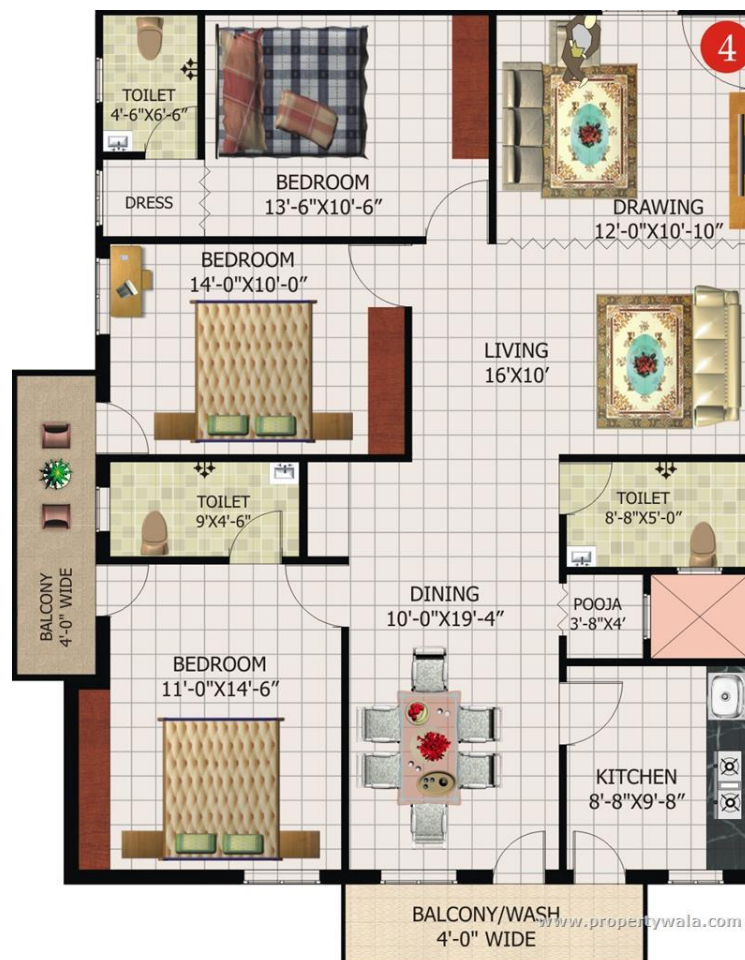 4
TOILET
4'-6"X6'-6"
DRESS
BEDROOM
13'-6"X10'-6"
DRAWING
12'-0"X10'-10"
BEDROOM
14'-0"X10'-0"
LIVING
16'X10'
TOILET
9'X4'-6"
TOILET
8'-8"X5'-0"
BALCONY
4'-0" WIDE
DINING
10'-0"X19'-4"
POOJA
3'-8"X4'
BEDROOM
11'-0"X14'-6"
KITCHEN
8'-8"X9'-8"
BALCONY/WASH
4'-0" WIDE
www.propertywala.com